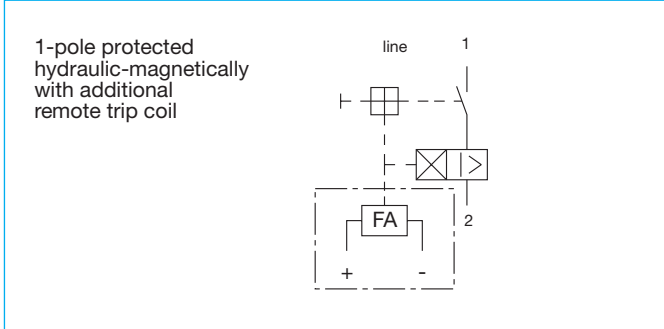 1-pole protected
hydraulic-magnetically
with additional
remote trip coil
line 1
I>
FA
2
+ -